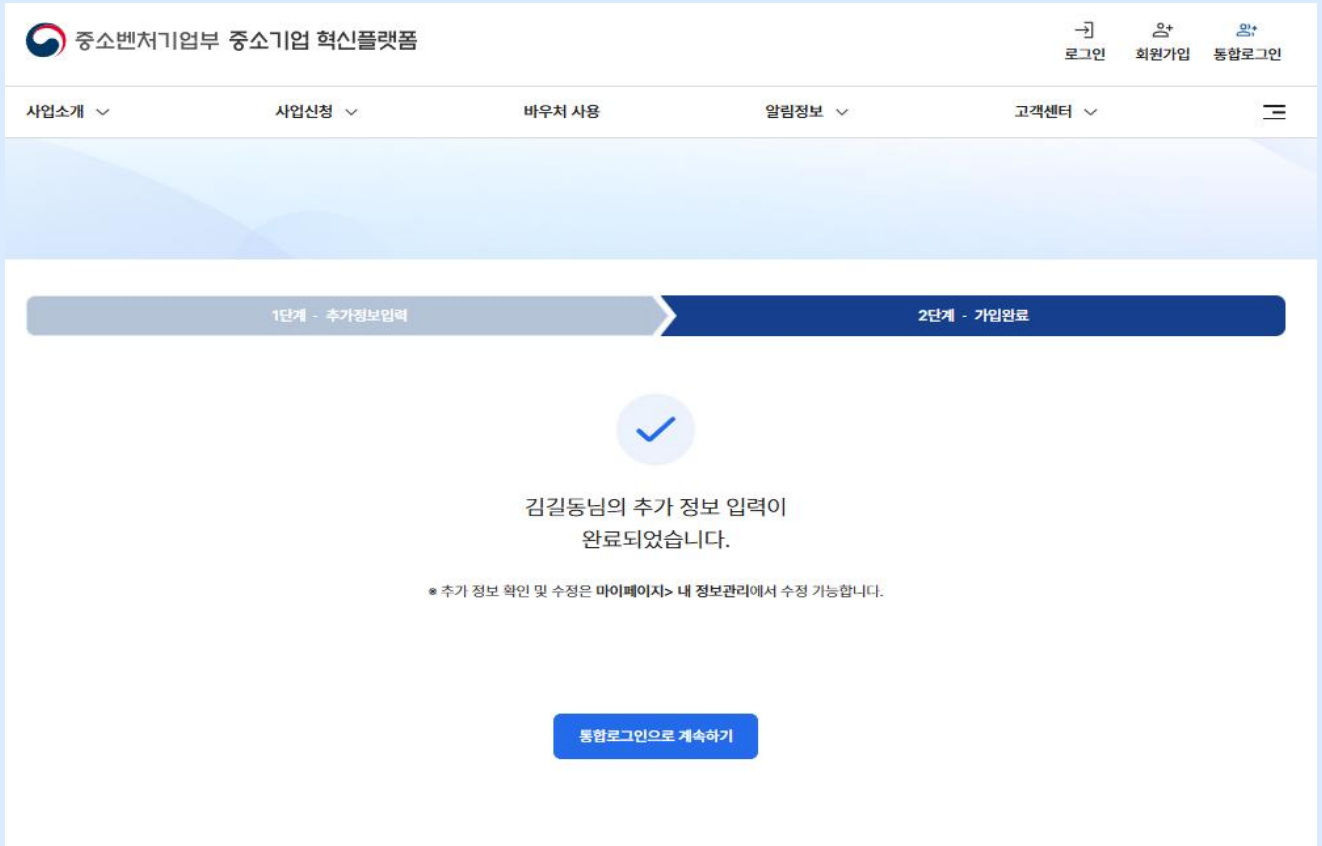 중소벤처기업부 중소기업 혁신플랫폼
로그인 회원가입 통합로그인
사업소개 사업신청 바우처 사용 알림정보 고객센터
1단계 - 추가정보입력 2단계 - 가입완료
김길동님의 추가 정보 입력이
완료되었습니다.
※ 추가 정보 확인 및 수정은 마이페이지> 내 정보관리에서 수정 가능합니다.
통합로그인으로 계속하기